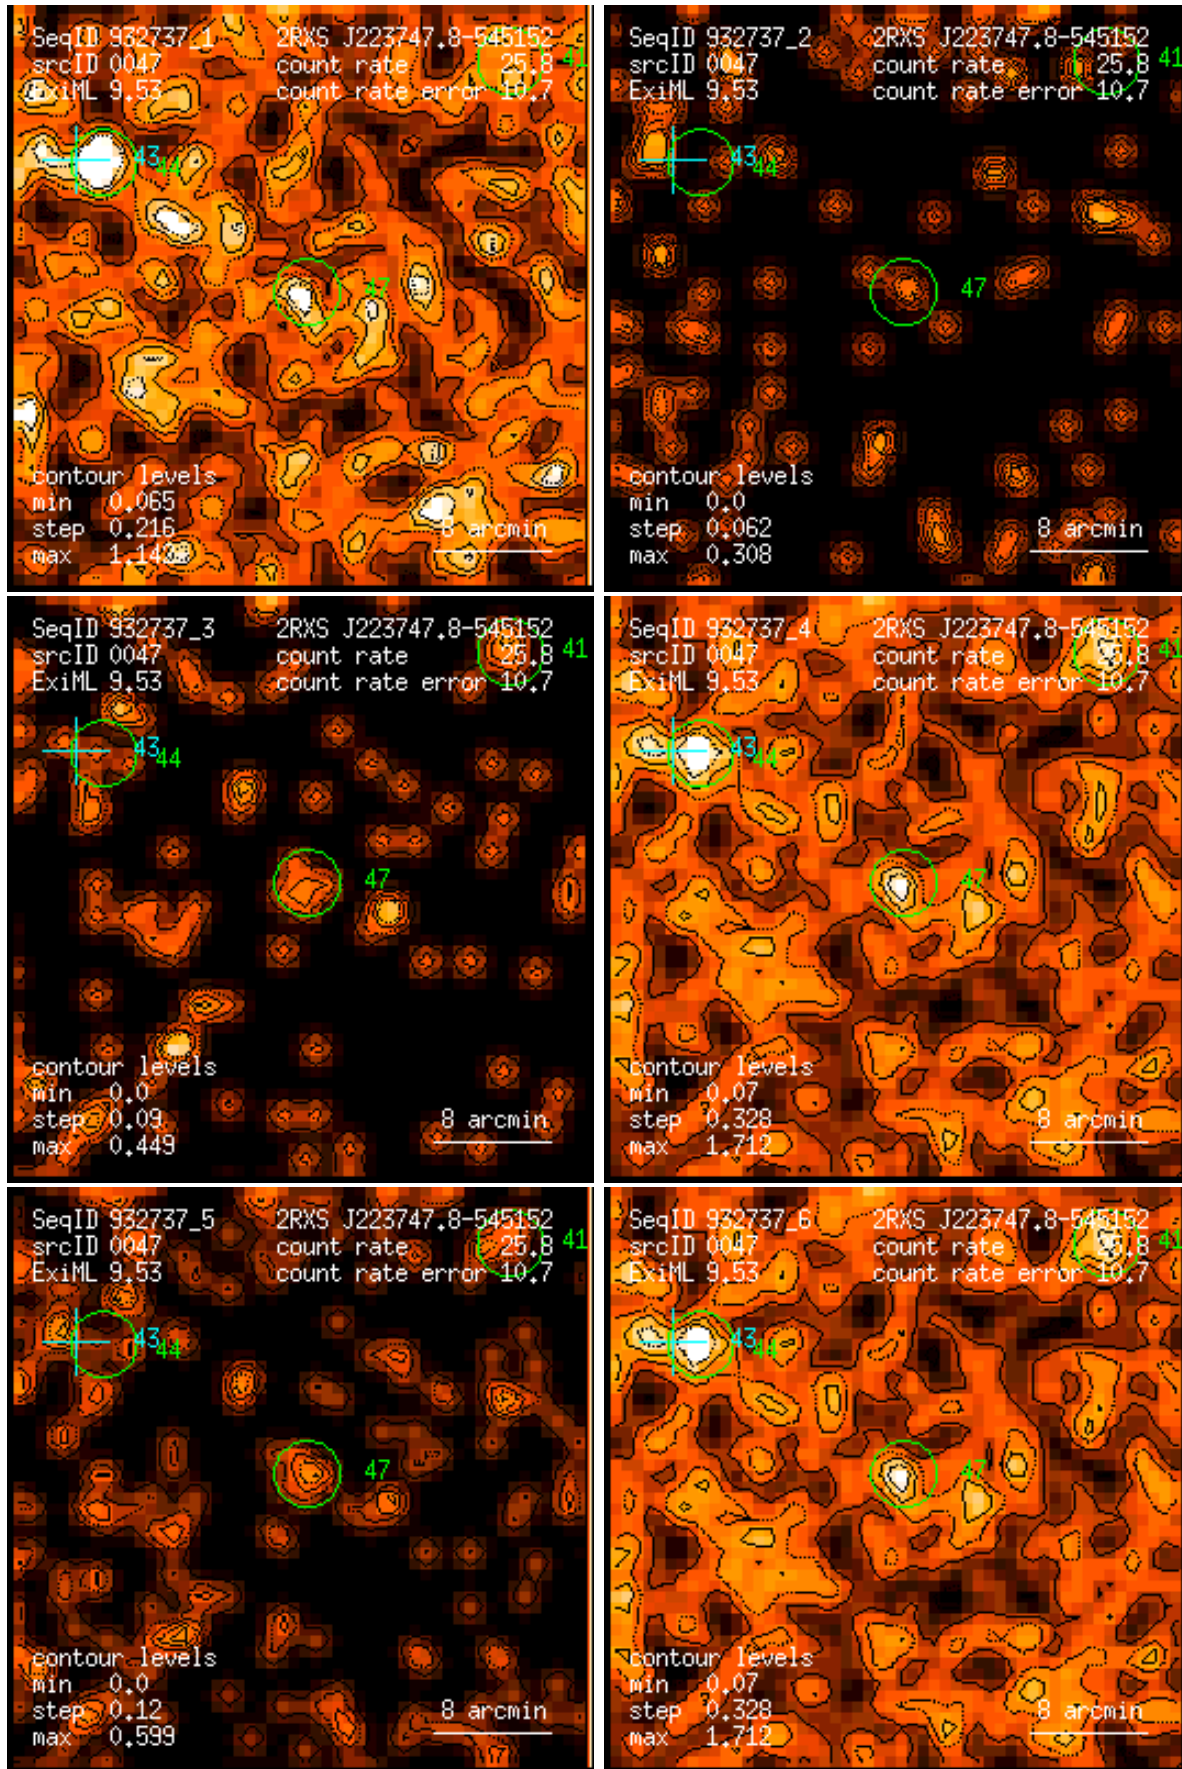 SeqID 932737_1 2RXS J223747.8-545152
srcID 0047 count rate 25.8 41
ExiML 9.53 count rate error 10.7
43 44
47
contour levels
min 0.065
step 0.216 8 arcmin
max
SeqID 932737_2 2RXS J223747.8-545152
srcID 0047 count rate 25.8 41
ExiML 9.53 count rate error 10.7
43 44
47
contour levels
min 0.0
step 0.062 8 arcmin
max 0.308
SeqID 932737_3 2RXS J223747.8-545152
srcID 0047 count rate 25.8 41
ExiML 9.53 count rate error 10.7
43 44
47
contour levels
min 0.0
step 0.09 8 arcmin
max 0.449
SeqID 932737_4 2RXS J223747.8-545152
srcID 0047 count rate 25.8 41
ExiML 9.53 count rate error 10.7
43 44
47
contour levels
min 0.07
step 0.328 8 arcmin
max 1.712
SeqID 932737_5 2RXS J223747.8-545152
srcID 0047 count rate 25.8 41
ExiML 9.53 count rate error 10.7
43 44
47
contour levels
min 0.0
step 0.12 8 arcmin
max 0.599
SeqID 932737_6 2RXS J223747.8-545152
srcID 0047 count rate 25.8 41
ExiML 9.53 count rate error 10.7
43 44
47
contour levels
min 0.07
step 0.328 8 arcmin
max 1.712